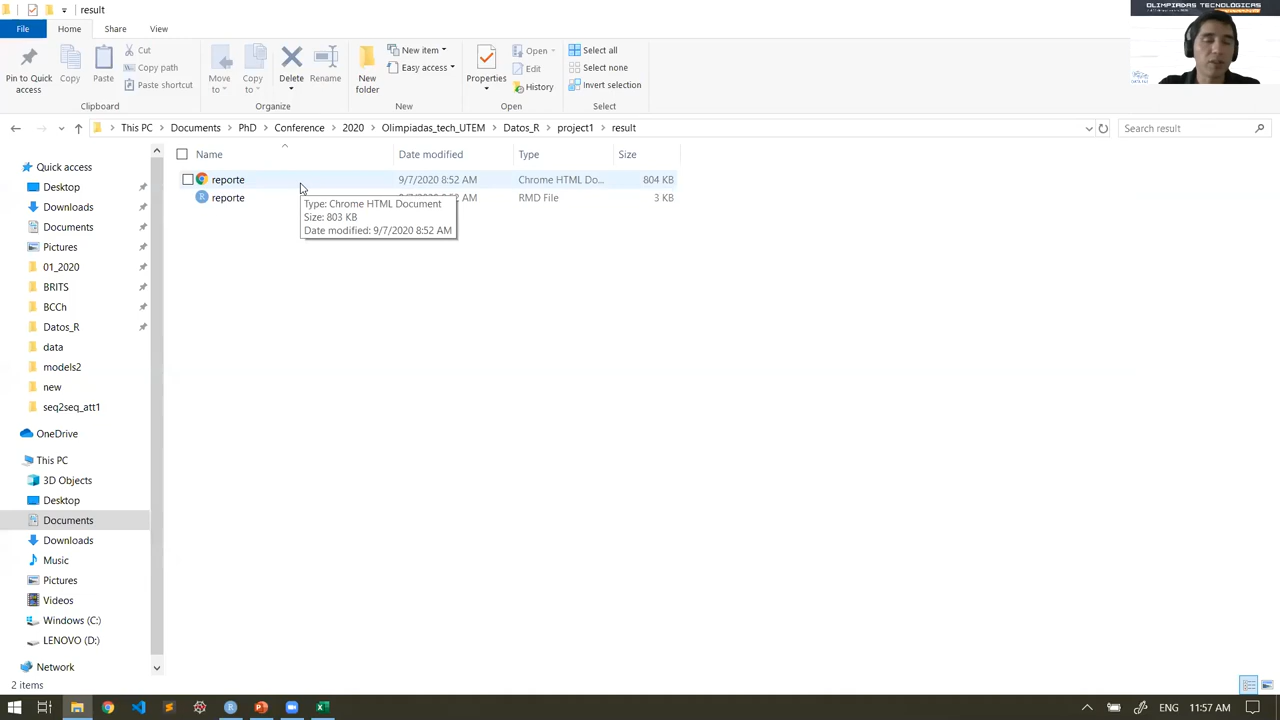 result
OLIMPIADAS TECNOLÓGICAS
File Home Share View
Pin to Quick access
Copy
Paste
Cut
Copy path
Paste shortcut
Clipboard
Move to
Copy to
Delete
Rename
Organize
New folder
New item
Easy access
New
Properties
Open
Edit
History
Open
Select all
Select none
Invert selection
Select
This PC Documents PhD Conference 2020 Olimpiadas_tech_UTEM Datos_R project1 result
Search result
Name Date modified Type Size
reporte 9/7/2020 8:52 AM Chrome HTML Do... 804 KB
reporte AM RMD File 3 KB
Type: Chrome HTML Document
Size: 803 KB
Date modified: 9/7/2020 8:52 AM
Quick access
Desktop
Downloads
Documents
Pictures
01_2020
BRITS
BCCh
Datos_R
data
models2
new
seq2seq_att1
OneDrive
This PC
3D Objects
Desktop
Documents
Downloads
Music
Pictures
Videos
Windows (C:)
LENOVO (D:)
Network
2 items
ENG 11:57 AM